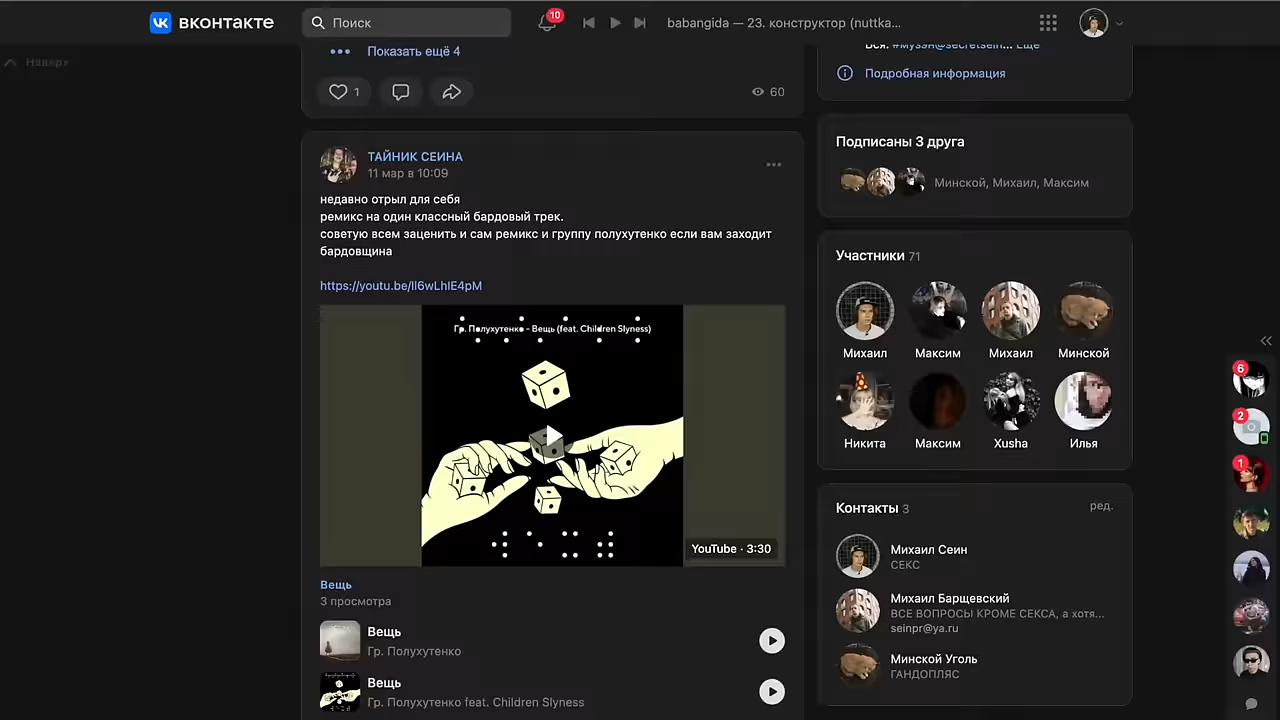 вконтакте
Поиск
10
babangida — 23. конструктор (nuttka...
Наверх
Показать ещё 4
1
60
ТАЙНИК СЕИНА
11 мар в 10:09
недавно отрыл для себя
ремикс на один классный бардовый трек.
советую всем заценить и сам ремикс и группу полухутенко если вам заходит
бардовщина
https://youtu.be/Il6wLhlE4pM
Гр. Полухутенко - Вещь (feat. Children Slyness)
YouTube · 3:30
Вещь
3 просмотра
Вещь
Гр. Полухутенко
Вещь
Гр. Полухутенко feat. Children Slyness
Подробная информация
Подписаны 3 друга
Минской, Михаил, Максим
Участники 71
Михаил Максим Михаил Минской
Никита Максим Xusha Илья
Контакты 3
ред.
Михаил Сеин
СЕКС
Михаил Барщевский
ВСЕ ВОПРОСЫ КРОМЕ СЕКСА, а хотя...
seinpr@ya.ru
Минской Уголь
ГАНДОПЛЯС
6
2
1